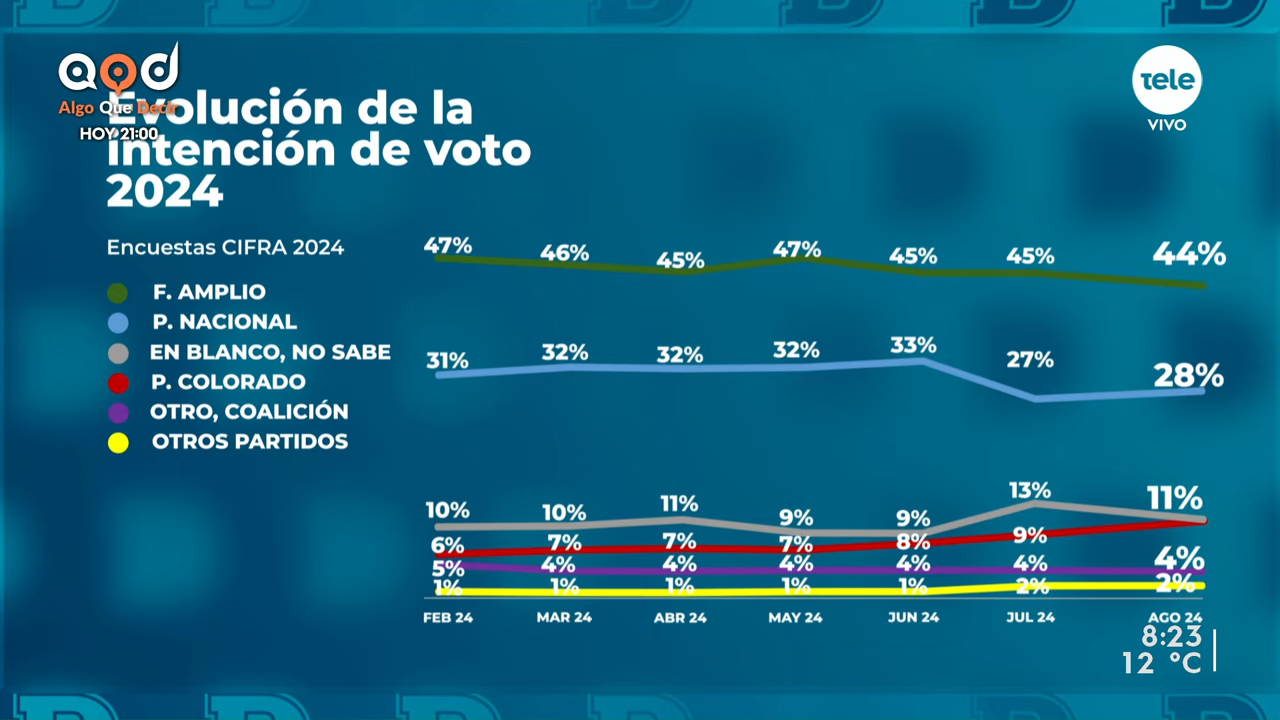 aqd
Algo Que Decir
HOY 21:00
tele
VIVO
Evolución de la
intención de voto
2024
Encuestas CIFRA 2024
F. AMPLIO
P. NACIONAL
EN BLANCO, NO SABE
P. COLORADO
OTRO, COALICIÓN
OTROS PARTIDOS
47% 46% 45% 47% 45% 45% 44%
31% 32% 32% 32% 33% 27% 28%
10% 10% 11% 9% 9% 13% 11%
6% 7% 7% 7% 8% 9%
5% 4% 4% 4% 4% 4% 4%
1% 1% 1% 1% 1% 2% 2%
FEB 24 MAR 24 ABR 24 MAY 24 JUN 24 JUL 24 AGO 24
8:23
12 °C